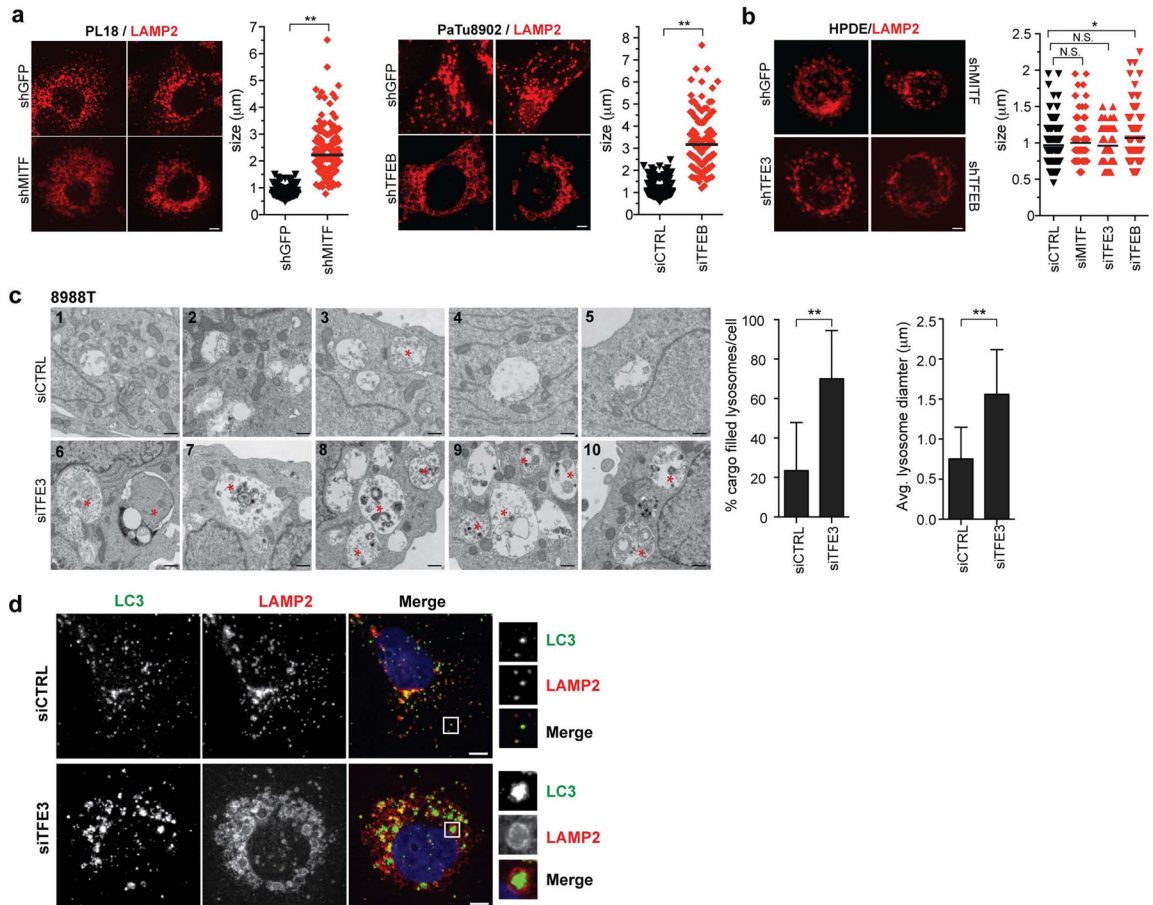 a
PL18 / LAMP2
shGFP
shMITF
size (μm)
7
6
5
4
3
2
1
0
**
shGFP
shMITF
PaTu8902 / LAMP2
shGFP
shTFEB
size (μm)
8
7
6
5
4
3
2
1
0
**
siCTRL
siTFEB
b
HPDE/LAMP2
shGFP
shMITF
shTFE3
shTFEB
size (μm)
2.5
2
1.5
1
0.5
0
*
N.S.
N.S.
siCTRL
siMITF
siTFE3
siTFEB
c
8988T
siCTRL
1
2
3
*
4
5
siTFE3
6
* *
7
*
8
* * *
9
* * * *
10
* *
% cargo filled lysosomes/cell
100
80
60
40
20
0
**
siCTRL
siTFE3
Avg. lysosome diamter (μm)
2.5
2.0
1.5
1.0
0.5
0.0
**
siCTRL
siTFE3
d
LC3
LAMP2
Merge
siCTRL
LC3
LAMP2
Merge
siTFE3
LC3
LAMP2
Merge